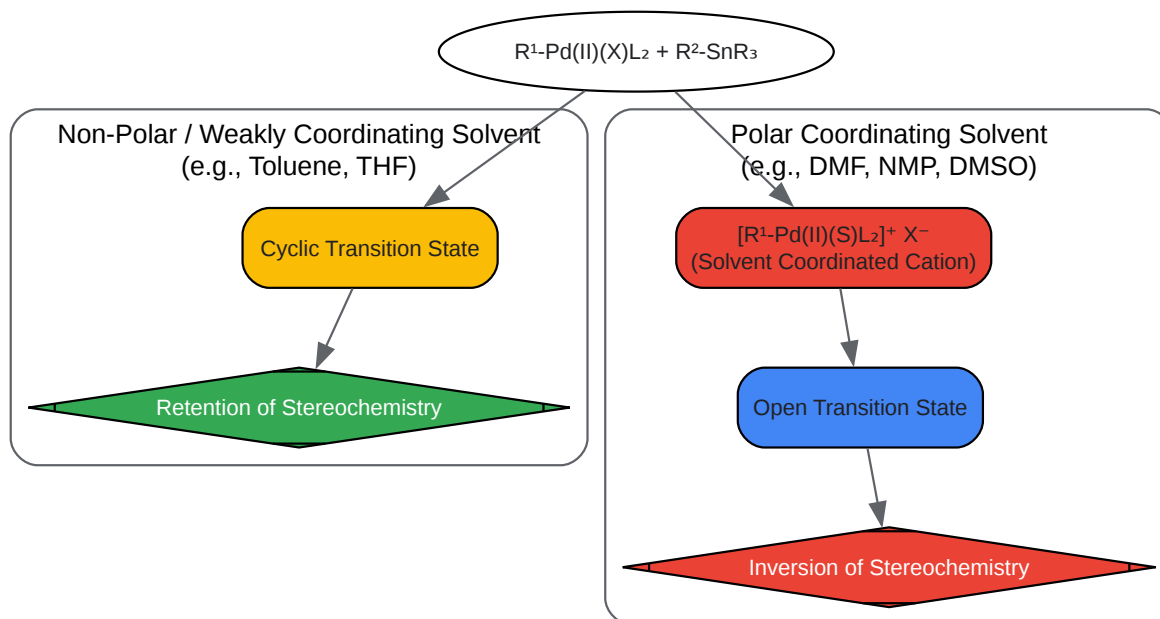 R¹-Pd(II)(X)L₂ + R²-SnR₃
Non-Polar / Weakly Coordinating Solvent
(e.g., Toluene, THF)
Cyclic Transition State
Retention of Stereochemistry
Polar Coordinating Solvent
(e.g., DMF, NMP, DMSO)
[R¹-Pd(II)(S)L₂]⁺ X⁻
(Solvent Coordinated Cation)
Open Transition State
Inversion of Stereochemistry